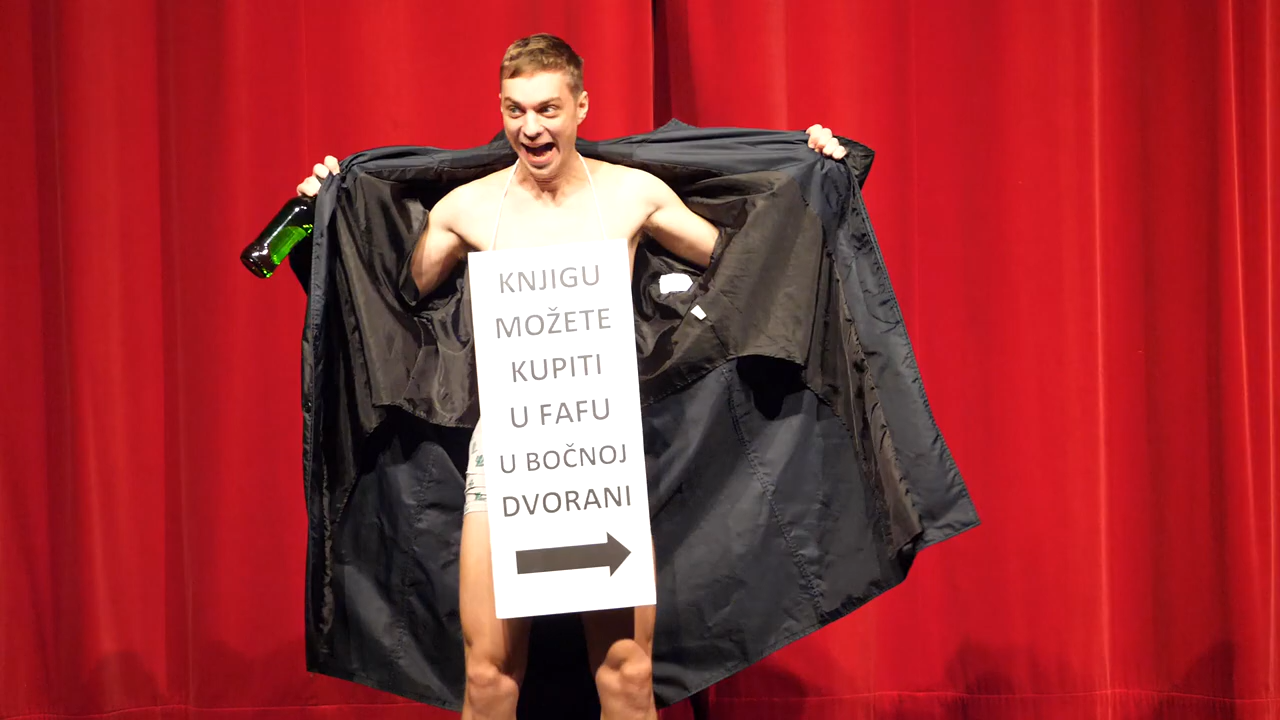 KNJIGU
MOŽETE
KUPITI
U FAFU
U BOČNOJ
DVORANI